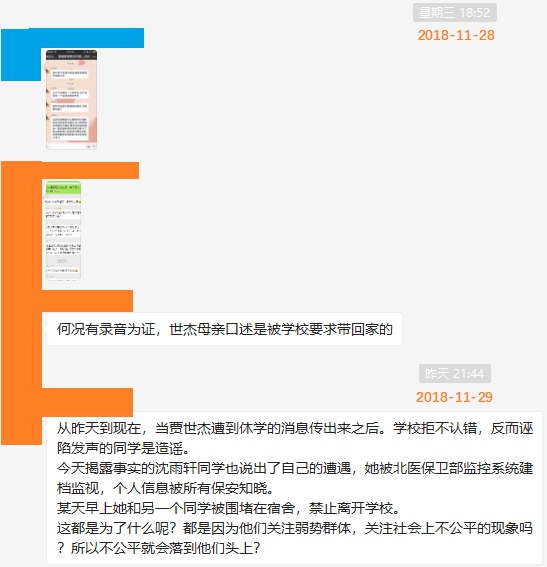 星期三 18:52
2018-11-28
何况有录音为证，世杰母亲口述是被学校要求带回家的
昨天 21:44
2018-11-29
从昨天到现在，当贾世杰遭到休学的消息传出来之后。学校拒不认错，反而诬
陷发声的同学是造谣。
今天揭露事实的沈雨轩同学也说出了自己的遭遇，她被北医保卫部监控系统建
档监视，个人信息被所有保安知晓。
某天早上她和另一个同学被围堵在宿舍，禁止离开学校。
这都是为了什么呢？都是因为他们关注弱势群体，关注社会上不公平的现象吗
？所以不公平就会落到他们头上？